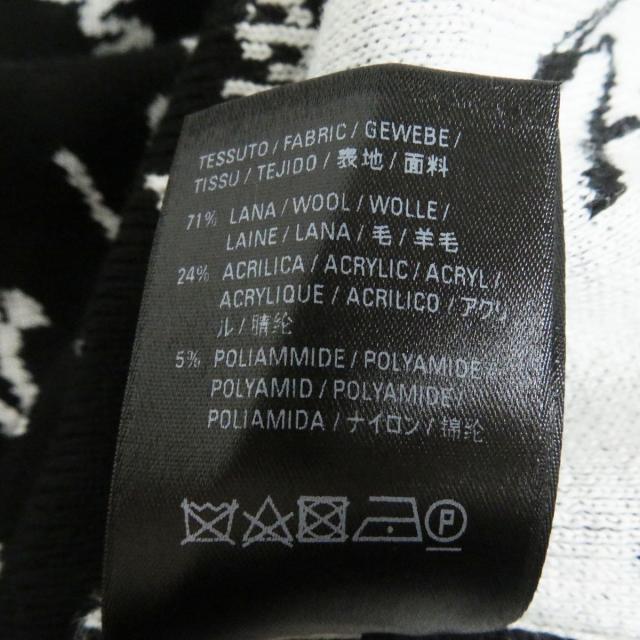 TESSUTO / FABRIC / GEWEBE /
TISSU / TEJIDO / 表地 / 面料
71% LANA / WOOL / WOLLE /
LAINE / LANA / 毛 / 羊毛
24% ACRILICA / ACRYLIC / ACRYL /
ACRYLIQUE / ACRILICO / アクリ
ル / 腈纶
5% POLIAMMIDE / POLYAMIDE /
POLYAMID / POLYAMIDE /
POLIAMIDA / ナイロン / 锦纶
P